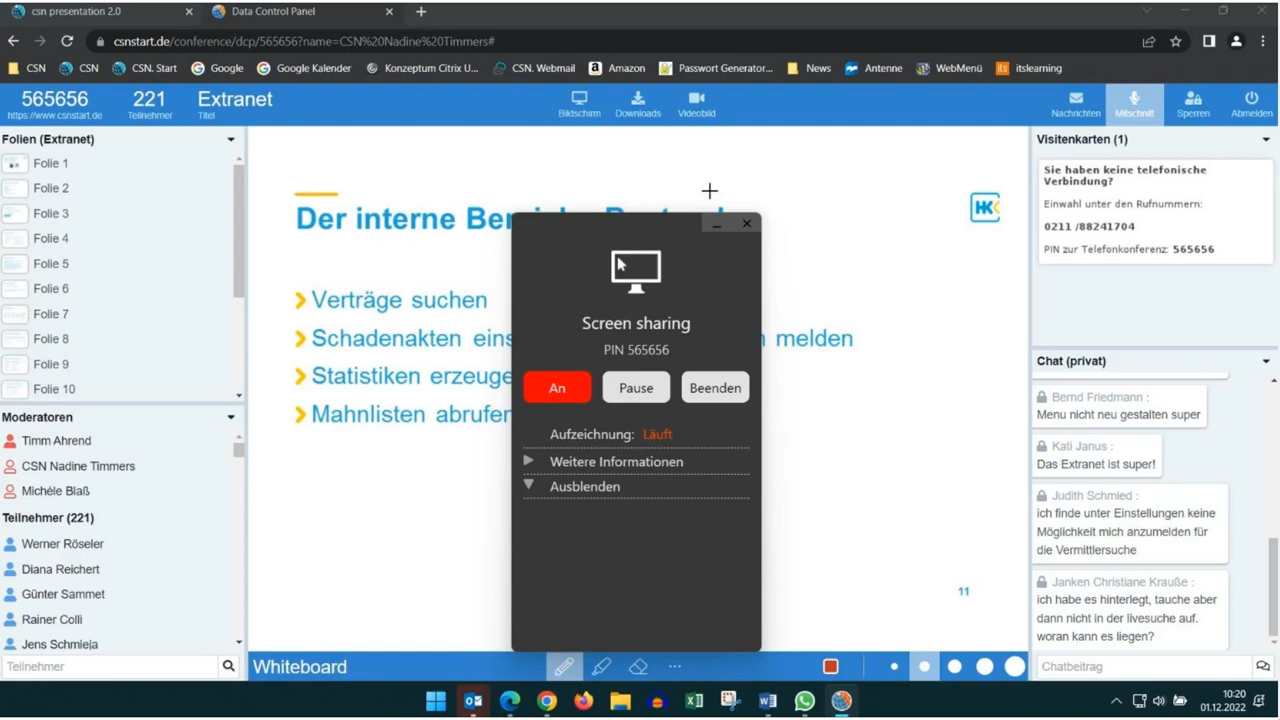 csn presentation 2.0
Data Control Panel
csnstart.de/conference/dcp/565656?name=CSN%20Nadine%20Timmers#
CSN
CSN
CSN. Start
Google
Google Kalender
Konzeptum Citrix U...
CSN. Webmail
Amazon
Passwort Generator...
News
Antenne
WebMenü
itslearning
565656
https://www.csnstart.de
221
Teilnehmer
Extranet
Titel
Bildschirm
Downloads
Videobild
Nachrichten
Mitschnitt
Sperren
Abmelden
Folien (Extranet)
Folie 1
Folie 2
Folie 3
Folie 4
Folie 5
Folie 6
Folie 7
Folie 8
Folie 9
Folie 10
Moderatoren
Timm Ahrend
CSN Nadine Timmers
Michéle Blaß
Teilnehmer (221)
Werner Röseler
Diana Reichert
Günter Sammet
Rainer Colli
Jens Schmieja
Teilnehmer
Der interne
HK
Verträge suchen
Schadenakten eins
melden
Statistiken erzeuge
Mahnlisten abrufen
11
Screen sharing
PIN 565656
An
Pause
Beenden
Aufzeichnung: Läuft
Weitere Informationen
Ausblenden
Whiteboard
Visitenkarten (1)
Sie haben keine telefonische
Verbindung?
Einwahl unter den Rufnummern:
0211 /88241704
PIN zur Telefonkonferenz: 565656
Chat (privat)
Bernd Friedmann :
Menu nicht neu gestalten super
Kati Janus :
Das Extranet ist super!
Judith Schmied :
ich finde unter Einstellungen keine
Möglichkeit mich anzumelden für
die Vermittlersuche
Janken Christiane Krauße :
ich habe es hinterlegt, tauche aber
dann nicht in der livesuche auf.
woran kann es liegen?
Chatbeitrag
10:20
01.12.2022